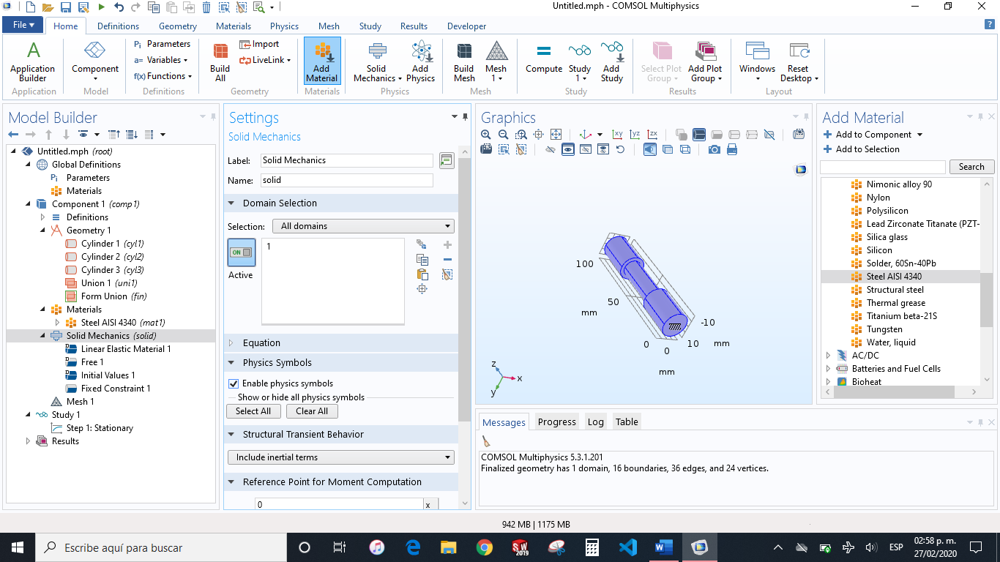 Untitled.mph - COMSOL Multiphysics
File Home Definitions Geometry Materials Physics Mesh Study Results Developer
Application Builder
Component
Pi Parameters
a= Variables
f(x) Functions
Build All
Import
LiveLink
Add Material
Solid Mechanics
Add Physics
Build Mesh
Mesh 1
Compute
Study 1
Add Study
Select Plot Group
Add Plot Group
Windows
Reset Desktop
Application Model Definitions Geometry Materials Physics Mesh Study Results Layout
Model Builder
Untitled.mph (root)
Global Definitions
Pi Parameters
Materials
Component 1 (comp1)
Definitions
Geometry 1
Cylinder 1 (cyl1)
Cylinder 2 (cyl2)
Cylinder 3 (cyl3)
Union 1 (uni1)
Form Union (fin)
Materials
Steel AISI 4340 (mat1)
Solid Mechanics (solid)
Linear Elastic Material 1
Free 1
Initial Values 1
Fixed Constraint 1
Mesh 1
Study 1
Step 1: Stationary
Results
Settings
Solid Mechanics
Label: Solid Mechanics
Name: solid
Domain Selection
Selection: All domains
ON
Active
1
Equation
Physics Symbols
Enable physics symbols
Show or hide all physics symbols
Select All Clear All
Structural Transient Behavior
Include inertial terms
Reference Point for Moment Computation
0 x
Graphics
xy yz zx
100
50
mm
-10
0 10 mm
0
mm
z
x
y
Messages Progress Log Table
COMSOL Multiphysics 5.3.1.201
Finalized geometry has 1 domain, 16 boundaries, 36 edges, and 24 vertices.
Add Material
Add to Component
Add to Selection
Search
Nimonic alloy 90
Nylon
Polysilicon
Lead Zirconate Titanate (PZT-
Silica glass
Silicon
Solder, 60Sn-40Pb
Steel AISI 4340
Structural steel
Thermal grease
Titanium beta-21S
Tungsten
Water, liquid
AC/DC
Batteries and Fuel Cells
Bioheat
942 MB | 1175 MB
Escribe aquí para buscar
SW 2019
ESP
02:58 p. m.
27/02/2020